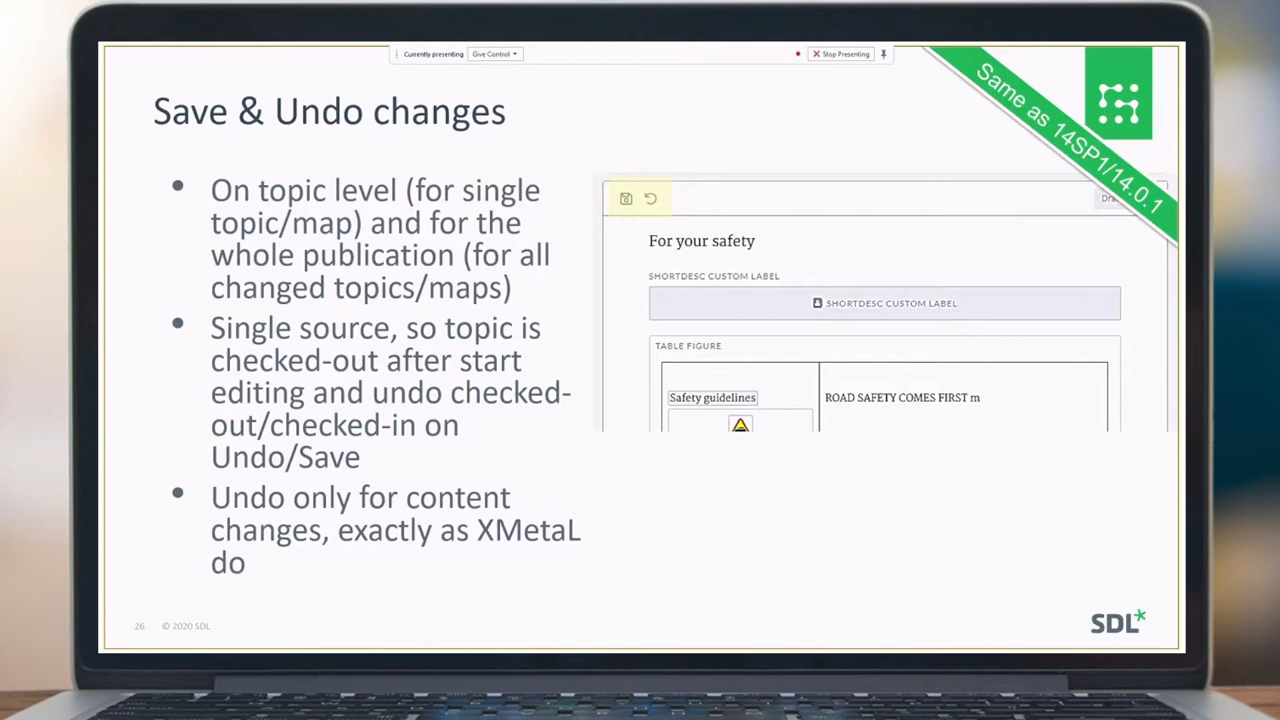 Currently presenting
Give Control
Stop Presenting
Save & Undo changes
Same as 14SP1/14.0.1
• On topic level (for single
topic/map) and for the
whole publication (for all
changed topics/maps)
• Single source, so topic is
checked-out after start
editing and undo checked-
out/checked-in on
Undo/Save
• Undo only for content
changes, exactly as XMetaL
do
For your safety
SHORTDESC CUSTOM LABEL
SHORTDESC CUSTOM LABEL
TABLE FIGURE
Safety guidelines
ROAD SAFETY COMES FIRST m
26
© 2020 SDL
SDL*